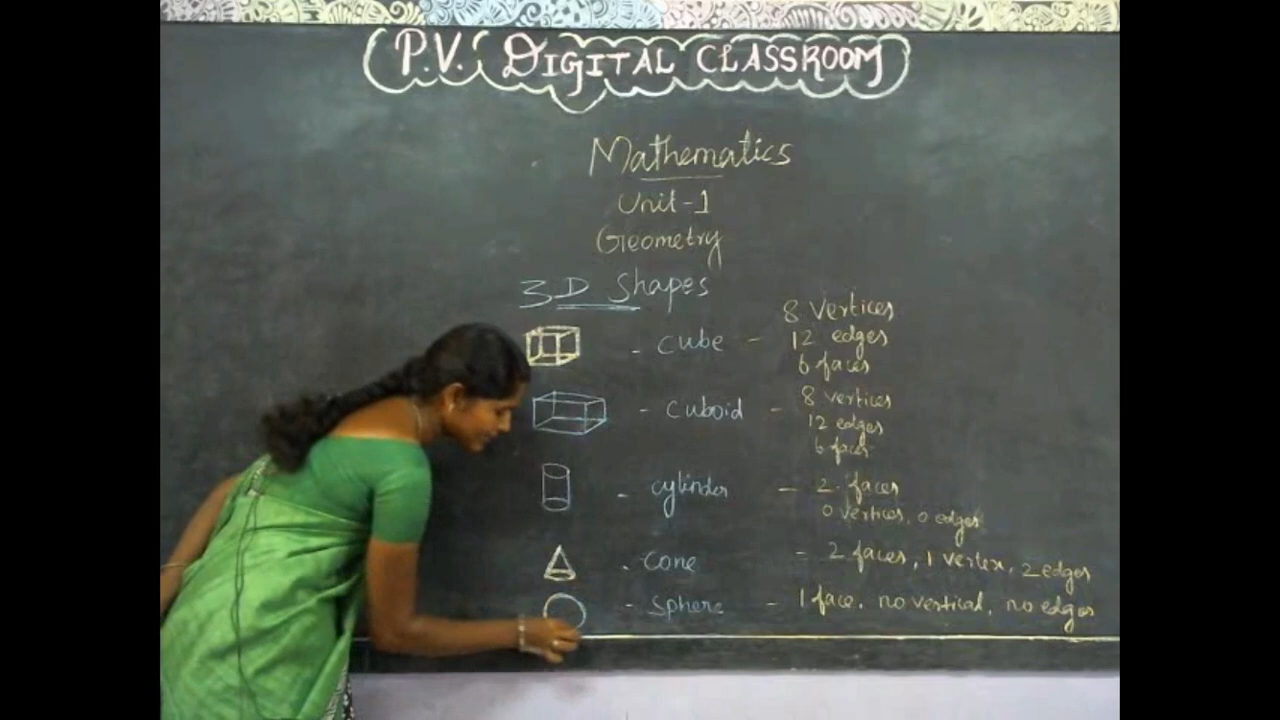 P.V. DIGITAL CLASSROOM
Mathematics
Unit-1
Geometry
3-D Shapes
- cube - 8 vertices
12 edges
6 faces
- cuboid - 8 vertices
12 edges
6 faces
- cylinder - 2 faces
0 vertices, 0 edges
- cone - 2 faces, 1 vertex, 2 edges
- sphere - 1 face, no vertical, no edges